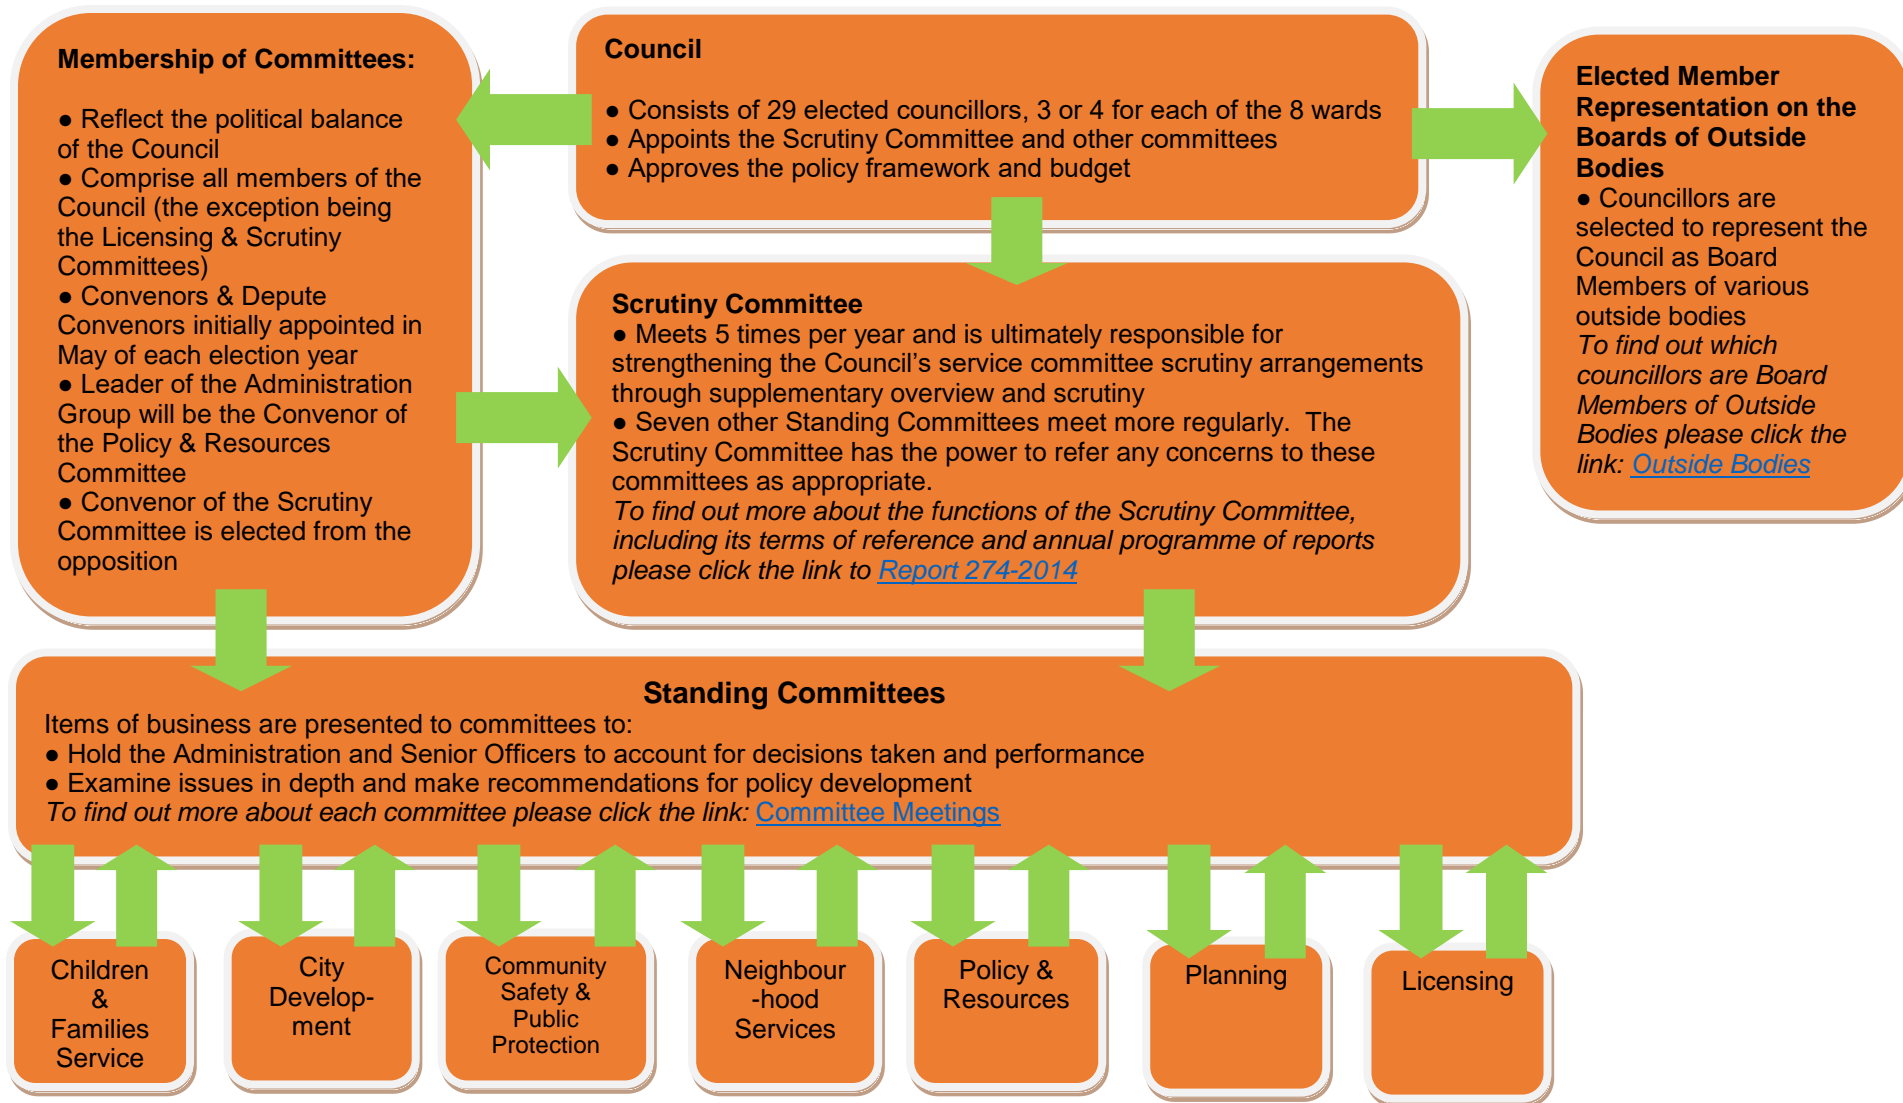 Membership of Committees:
● Reflect the political balance
of the Council
● Comprise all members of the
Council (the exception being
the Licensing & Scrutiny
Committees)
● Convenors & Depute
Convenors initially appointed in
May of each election year
● Leader of the Administration
Group will be the Convenor of
the Policy & Resources
Committee
● Convenor of the Scrutiny
Committee is elected from the
opposition
Council
● Consists of 29 elected councillors, 3 or 4 for each of the 8 wards
● Appoints the Scrutiny Committee and other committees
● Approves the policy framework and budget
Elected Member
Representation on the
Boards of Outside
Bodies
● Councillors are
selected to represent the
Council as Board
Members of various
outside bodies
To find out which
councillors are Board
Members of Outside
Bodies please click the
link: Outside Bodies
Scrutiny Committee
● Meets 5 times per year and is ultimately responsible for
strengthening the Council’s service committee scrutiny arrangements
through supplementary overview and scrutiny
● Seven other Standing Committees meet more regularly.  The
Scrutiny Committee has the power to refer any concerns to these
committees as appropriate.
To find out more about the functions of the Scrutiny Committee,
including its terms of reference and annual programme of reports
please click the link to Report 274-2014
Standing Committees
Items of business are presented to committees to:
● Hold the Administration and Senior Officers to account for decisions taken and performance
● Examine issues in depth and make recommendations for policy development
To find out more about each committee please click the link: Committee Meetings
Children
&
Families
Service
City
Develop-
ment
Community
Safety &
Public
Protection
Neighbour
-hood
Services
Policy &
Resources
Planning
Licensing